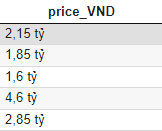 price_VND
2,15 tỷ
1,85 tỷ
1,6 tỷ
4,6 tỷ
2,85 tỷ